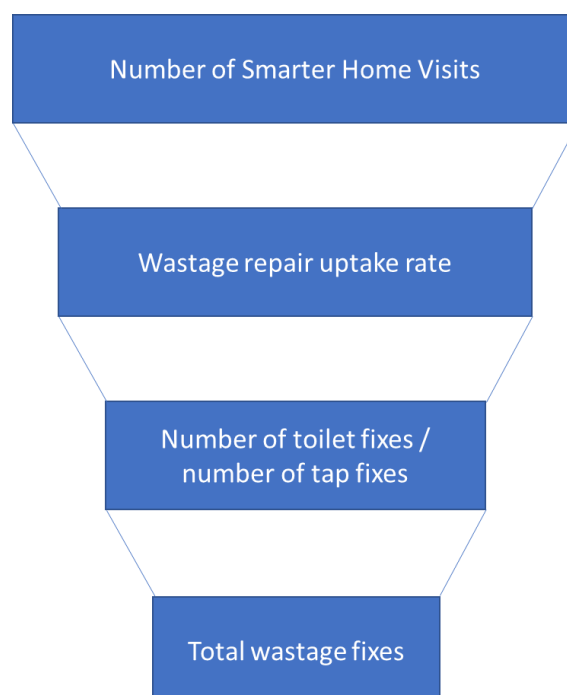 Number of Smarter Home Visits
Wastage repair uptake rate
Number of toilet fixes /
number of tap fixes
Total wastage fixes